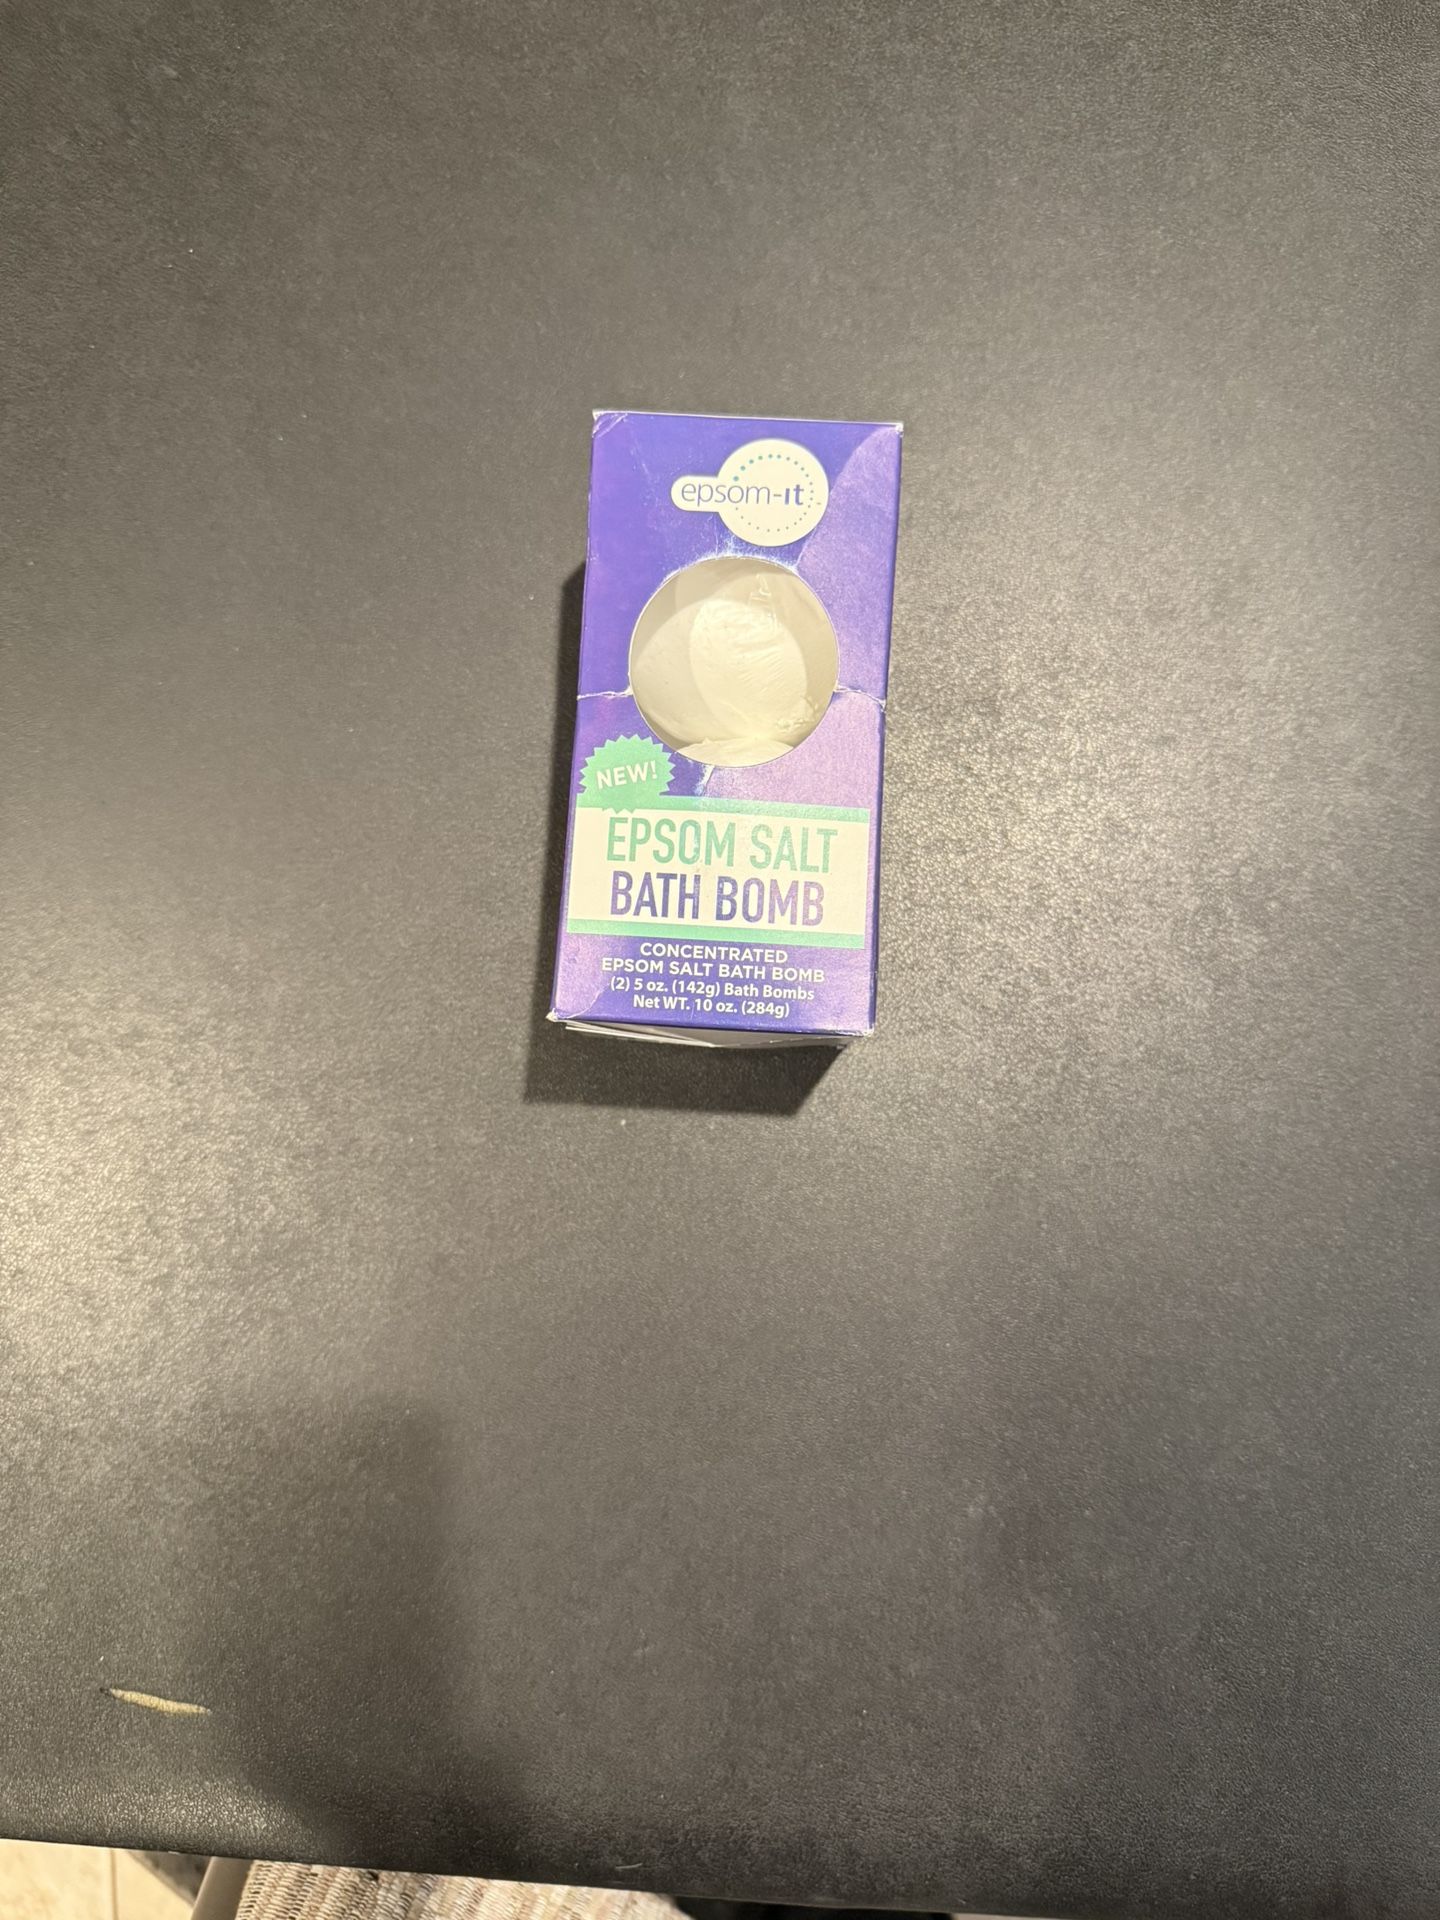 epsom-it
NEW!
EPSOM SALT
BATH BOMB
CONCENTRATED
EPSOM SALT BATH BOMB
(2) 5 oz. (142g) Bath Bombs
Net WT. 10 oz. (284g)